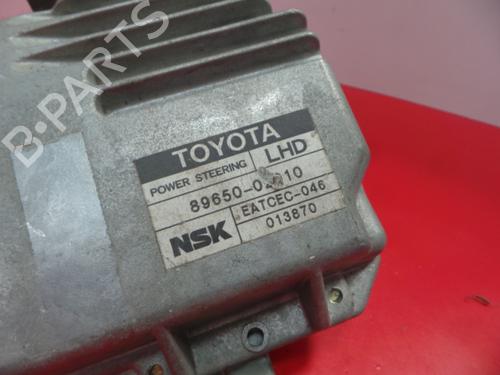 B-PARTS
TOYOTA
POWER STEERING LHD
NSK EATCEC-046
013870